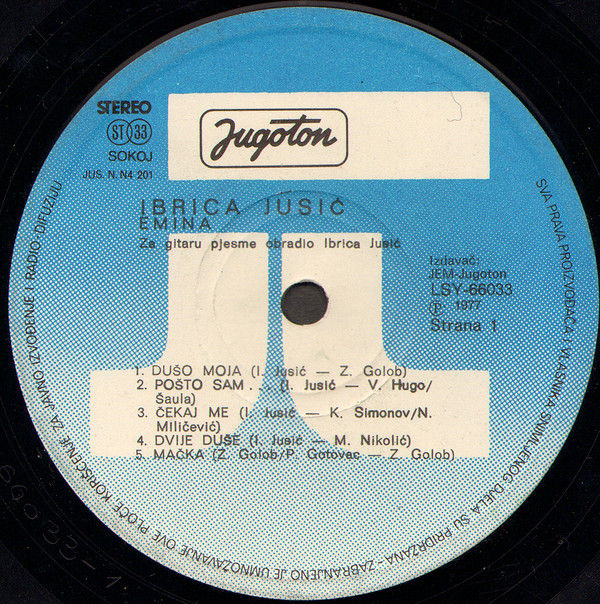 STEREO
ST 33
SOKOJ
JUS. N. N4 201
Jugoton
IBRICA JUSIĆ
EMINA
Za gitaru pjesme obradio Ibrica Jusić
Izdavač:
JEM-Jugoton
LSY-66033
Ⓟ 1977
Strana 1
1. DUŠO MOJA (I. Jusić — Z. Golob)
2. POŠTO SAM . . . (I. Jusić — V. Hugo/
Šaula)
3. ČEKAJ ME (I. Jusić — K. Simonov/N.
Miličević)
4. DVIJE DUŠE (I. Jusić — M. Nikolić)
5. MAČKA (Z. Golob/P. Gotovac — Z. Golob)
SVA PRAVA PROIZVOĐAČA I VLASNIKA SNIMLJENOG DJELA SU PRIDRŽANA - ZABRANJENO JE UMNOŽAVANJE OVE PLOČE, KORIŠĆENJE ZA JAVNO IZVOĐENJE I RADIO-DIFUZIJU